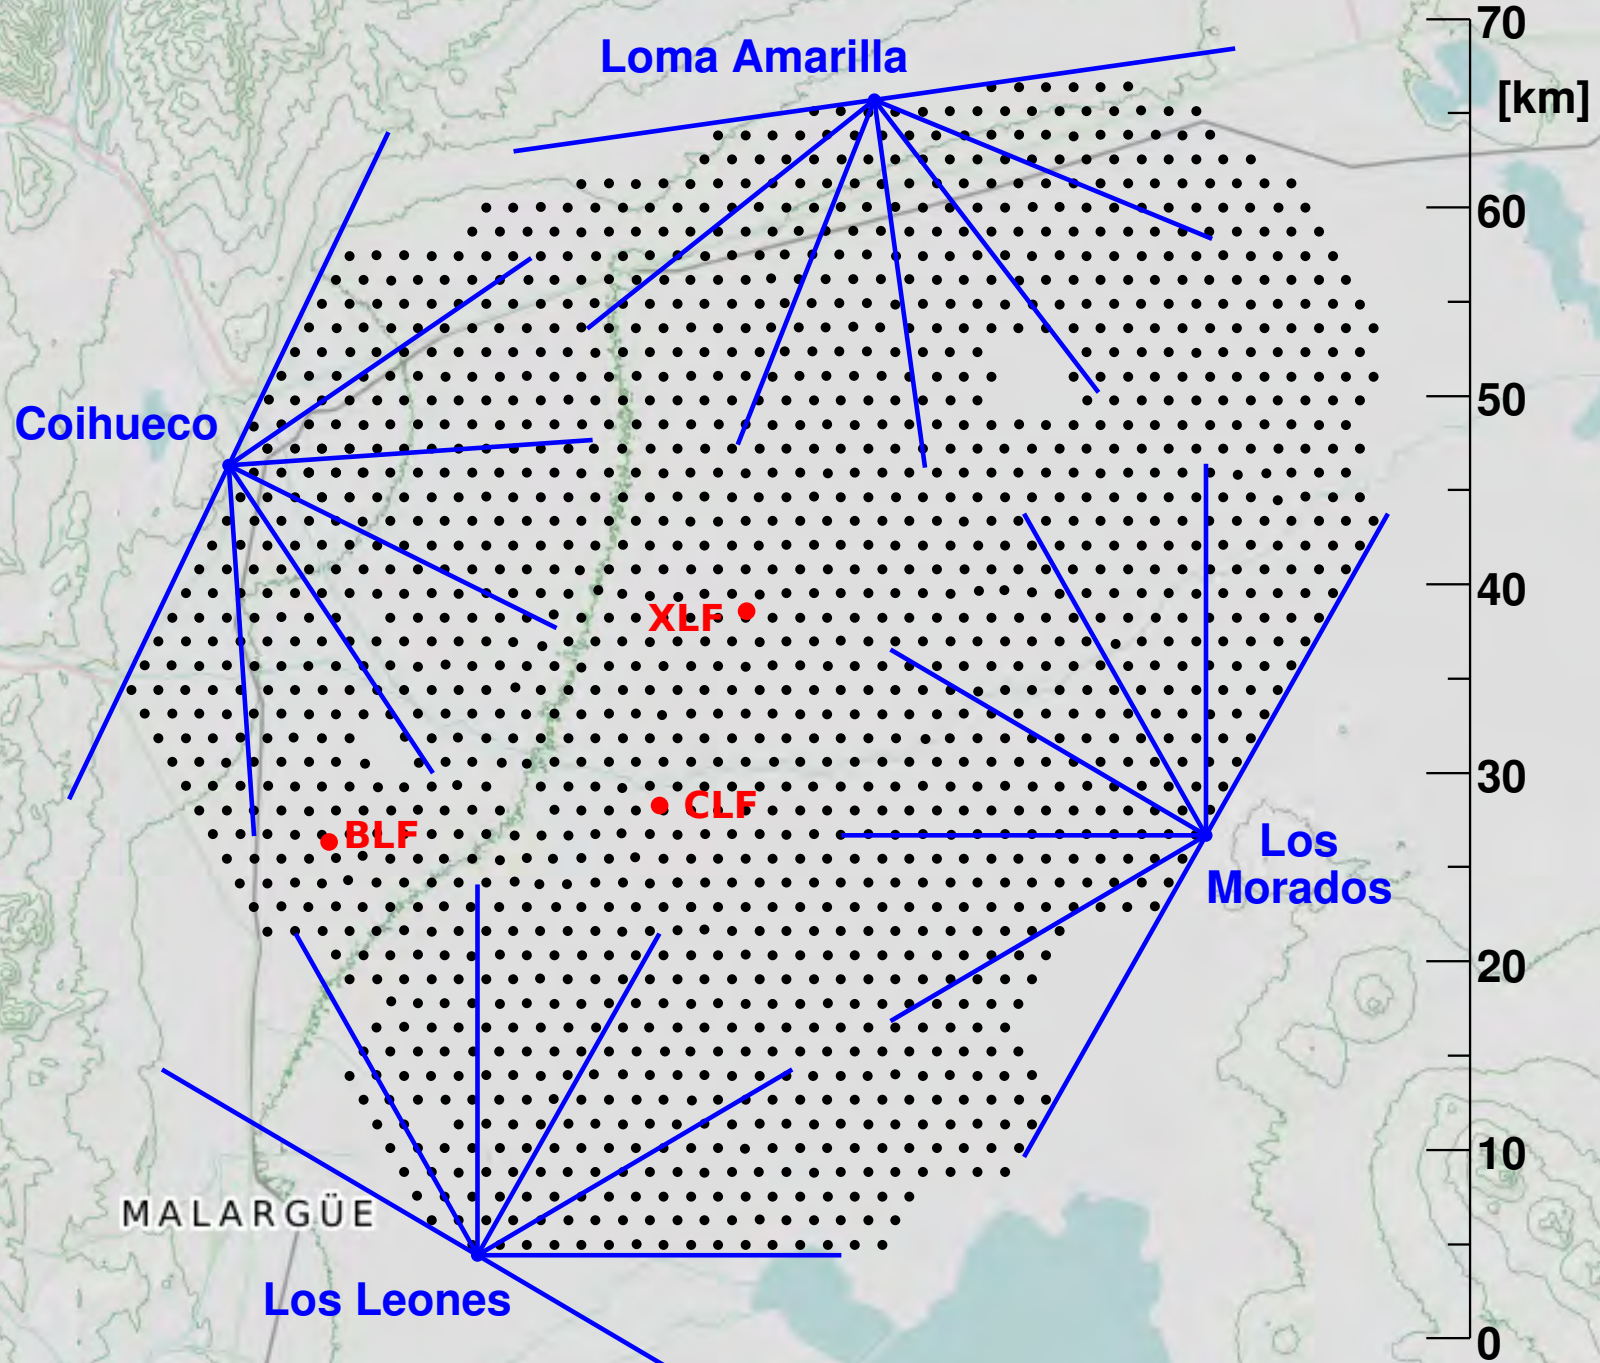 70
Loma Amarilla
[km]
60
50
Coihueco
40
XLF
30
CLF
BLF
Los
Morados
20
10
MALARGÜE
Los Leones
0